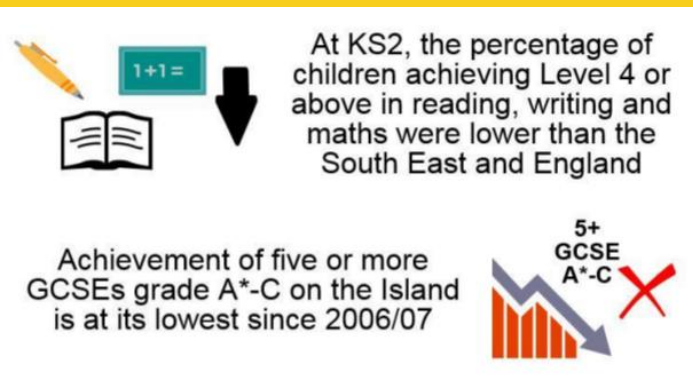 1+1=
At KS2, the percentage of
children achieving Level 4 or
above in reading, writing and
maths were lower than the
South East and England
Achievement of five or more
GCSEs grade A*-C on the Island
is at its lowest since 2006/07
5+
GCSE
A*-C